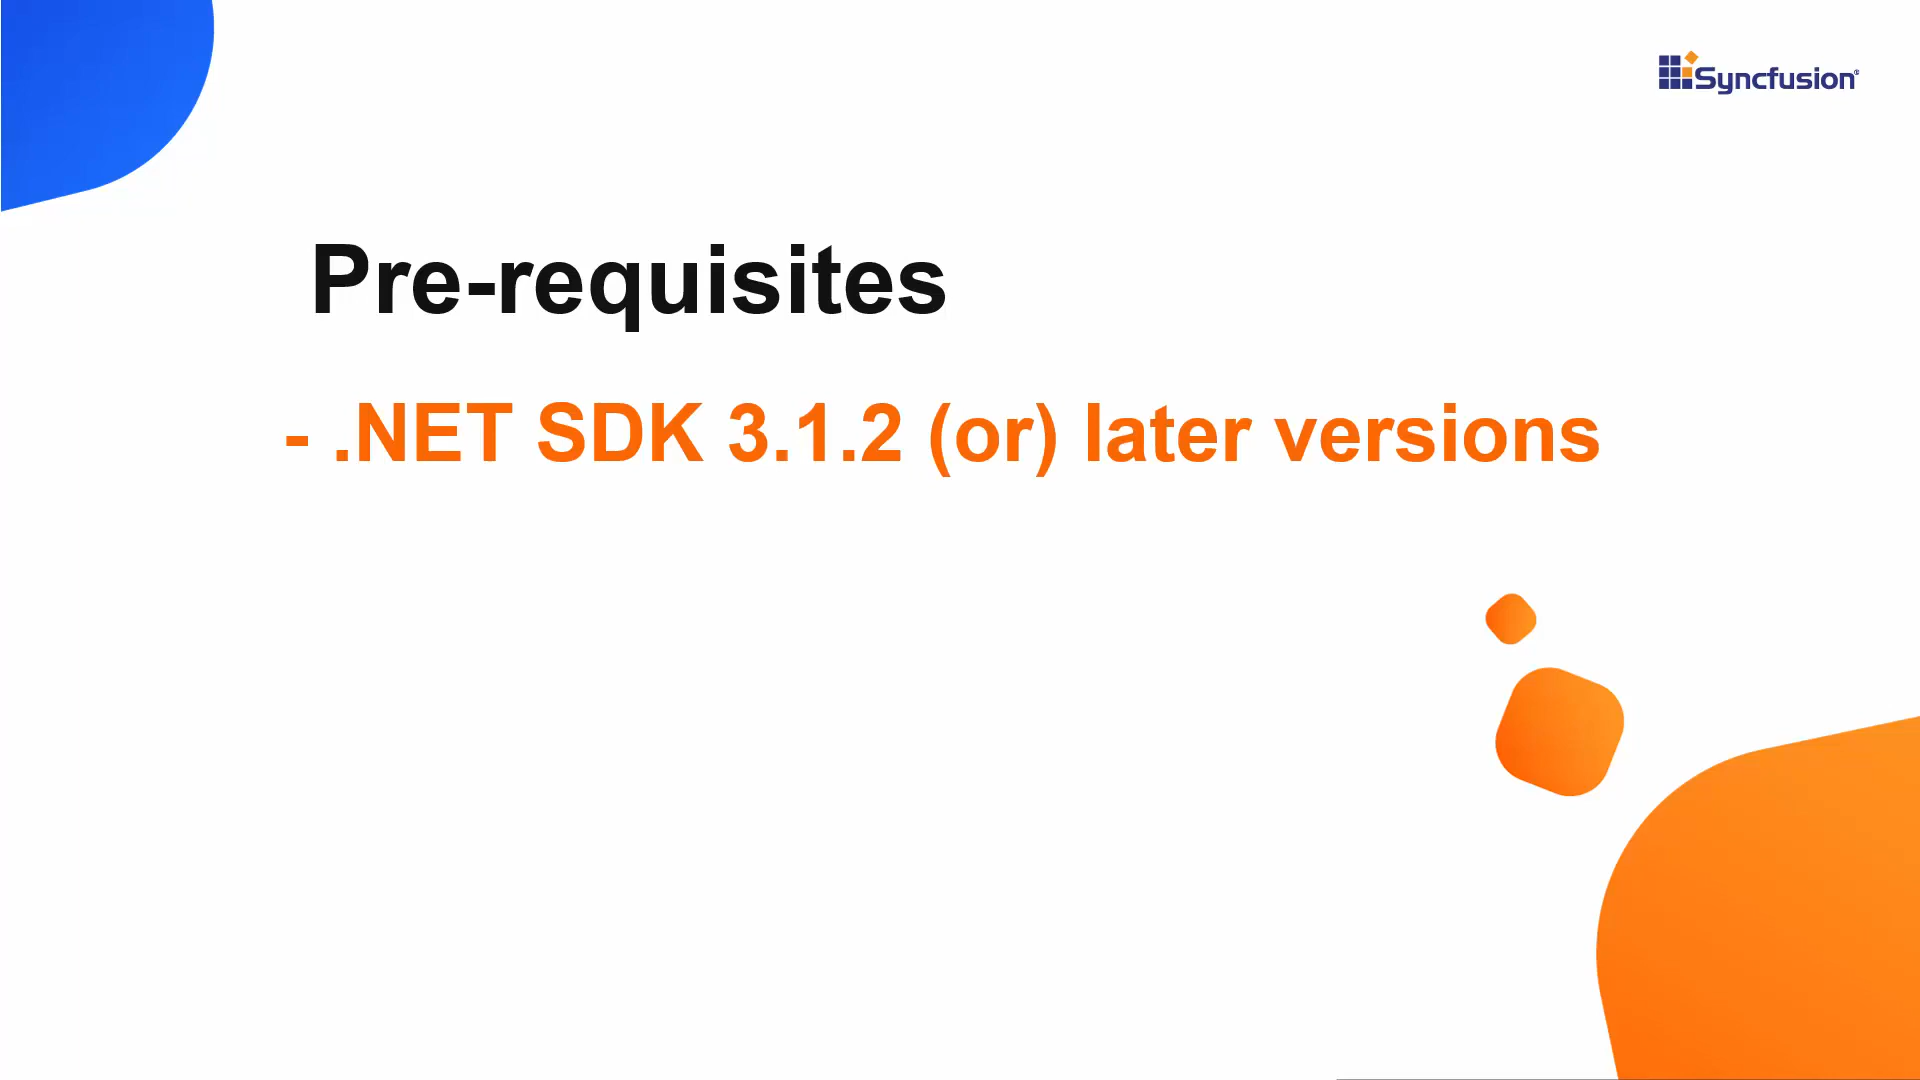 Syncfusion®
Pre-requisites
- .NET SDK 3.1.2 (or) later versions